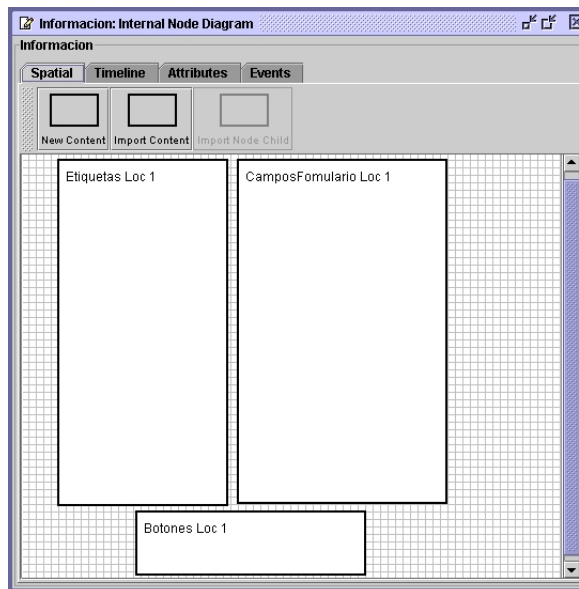 Informacion: Internal Node Diagram
Informacion
Spatial Timeline Attributes Events
New Content Import Content Import Node Child
Etiquetas Loc 1 CamposFomulario Loc 1
Botones Loc 1